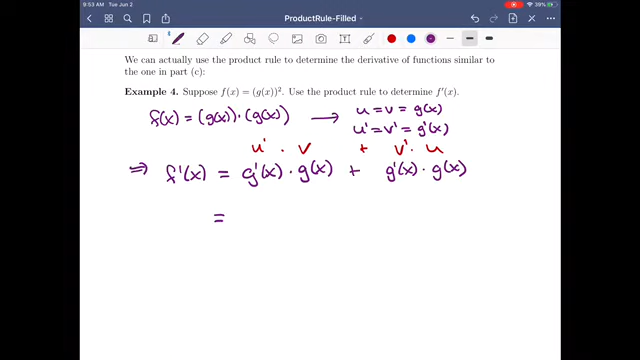 9:53 AM Tue Jun 2
ProductRule-Filled
39%
We can actually use the product rule to determine the derivative of functions similar to
the one in part (c):
Example 4. Suppose f(x) = (g(x))². Use the product rule to determine f′(x).
f(x) = (g(x)) · (g(x)) ⟶ u = v = g(x)
u' = v' = g'(x)
u' · v + v' · u
⇒ f'(x) = g'(x) · g(x) + g'(x) · g(x)
=